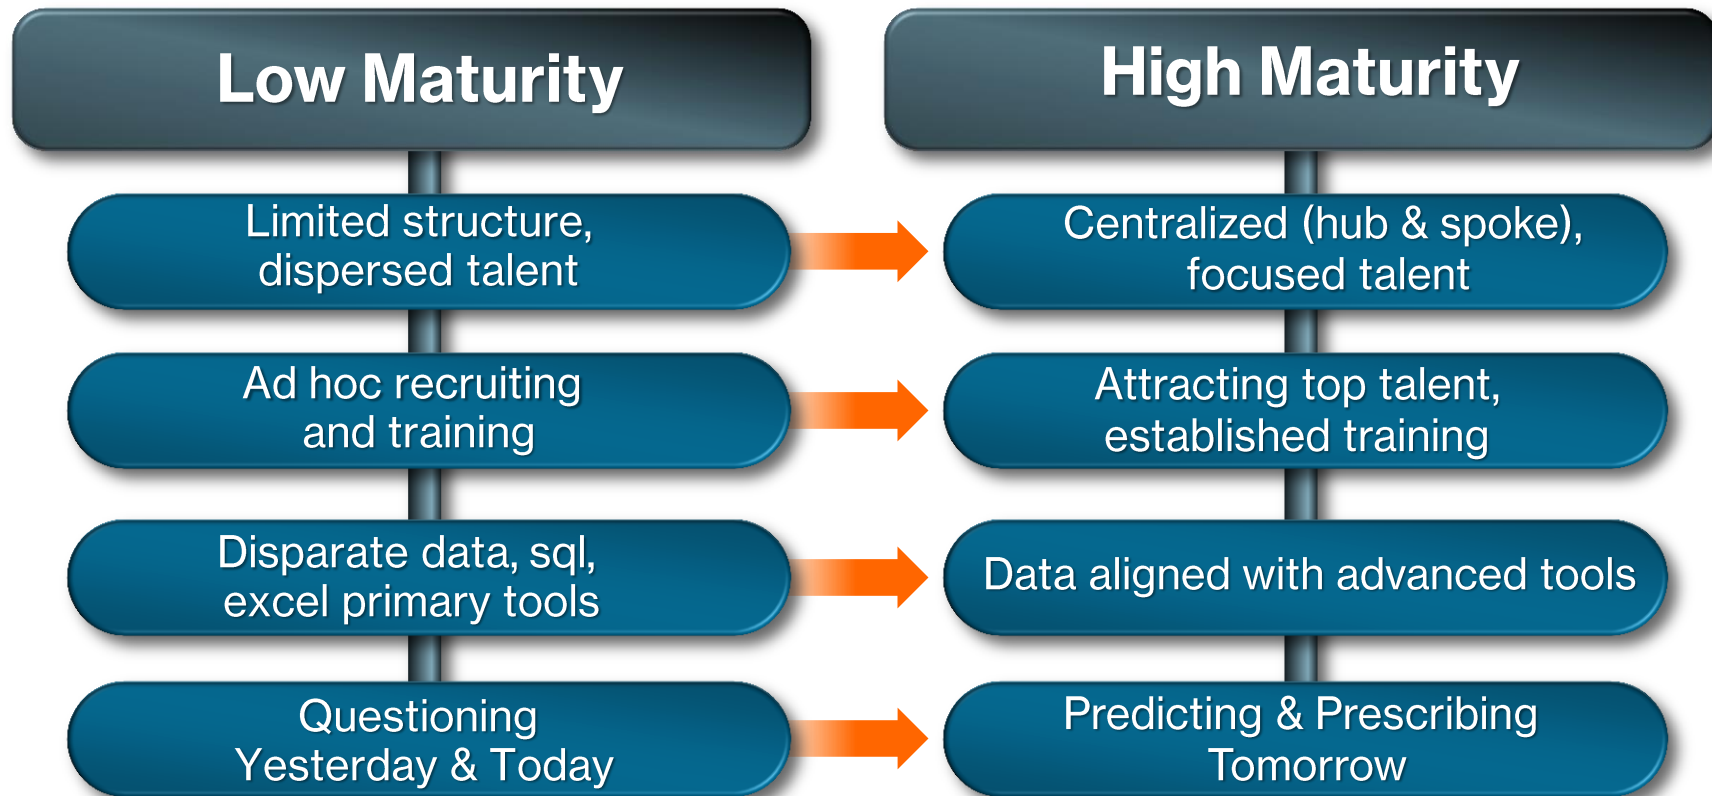 Low Maturity
High Maturity
Limited structure,
dispersed talent
Centralized (hub & spoke),
focused talent
Ad hoc recruiting
and training
Attracting top talent,
established training
Disparate data, sql,
excel primary tools
Data aligned with advanced tools
Questioning
Yesterday & Today
Predicting & Prescribing
Tomorrow